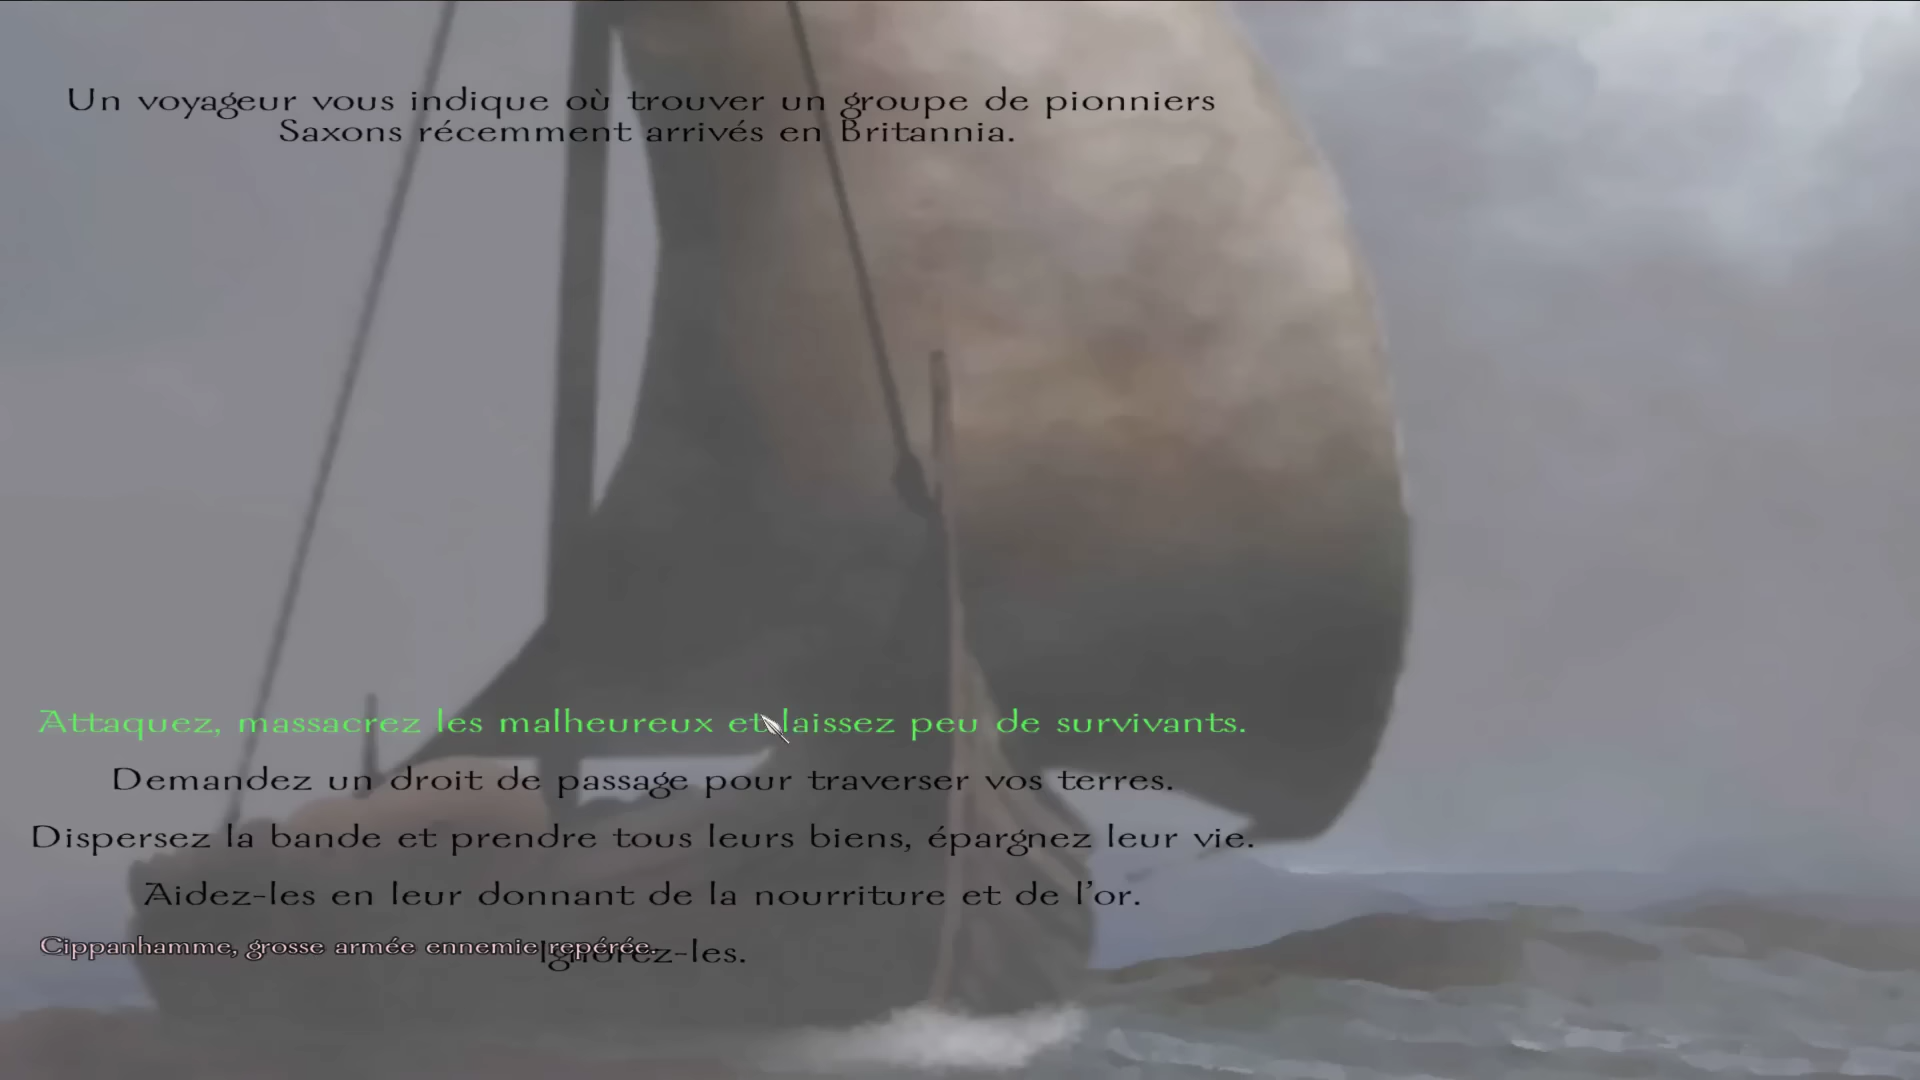 Un voyageur vous indique où trouver un groupe de pionniers
Saxons récemment arrivés en Britannia.
Attaquez, massacrez les malheureux et laissez peu de survivants.
Demandez un droit de passage pour traverser vos terres.
Dispersez la bande et prendre tous leurs biens, épargnez leur vie.
Aidez-les en leur donnant de la nourriture et de l'or.
Cippanhamme, grosse armée ennemie repérée.
Ignorez-les.